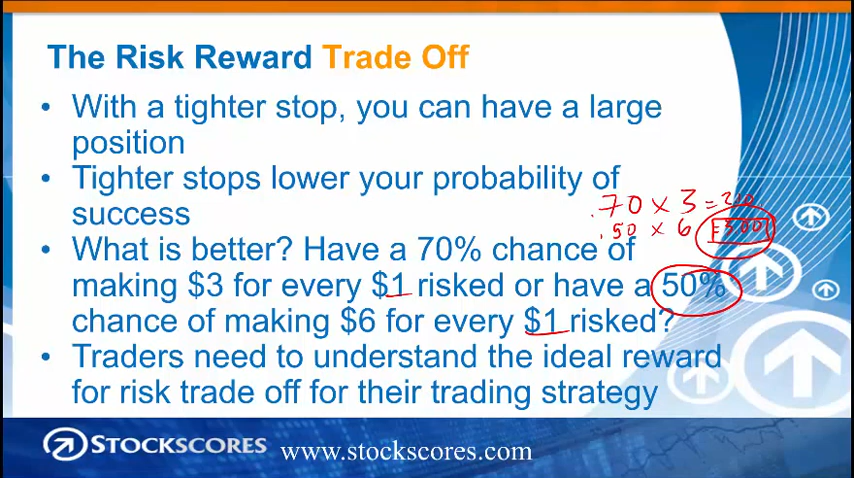 The Risk Reward Trade Off
• With a tighter stop, you can have a large
position
• Tighter stops lower your probability of
success
.70 x 3 = 210
.50 x 6 = 300
• What is better? Have a 70% chance of
making $3 for every $1 risked or have a 50%
chance of making $6 for every $1 risked?
• Traders need to understand the ideal reward
for risk trade off for their trading strategy
STOCKSCORES www.stockscores.com